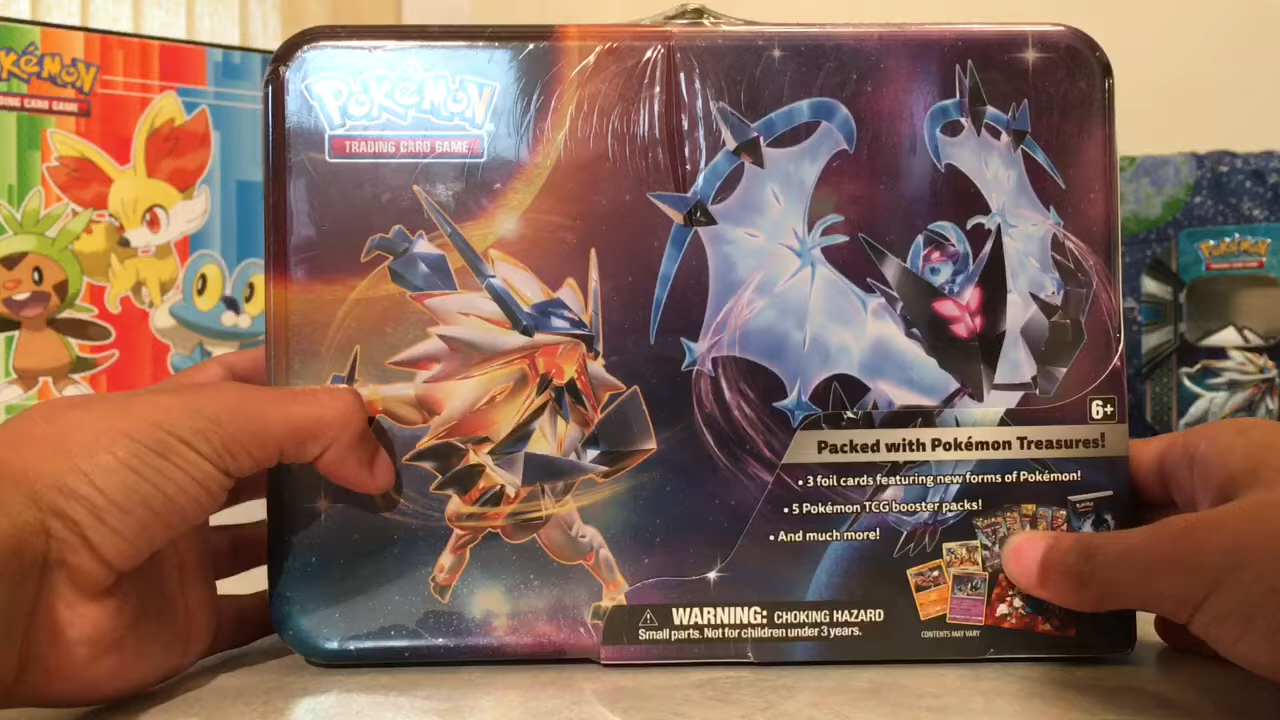 POKéMON
TRADING CARD GAME
POKéMON
TRADING CARD GAME
POKéMON
6+
Packed with Pokémon Treasures!
• 3 foil cards featuring new forms of Pokémon!
• 5 Pokémon TCG booster packs!
• And much more!
WARNING: CHOKING HAZARD
Small parts. Not for children under 3 years.
CONTENTS MAY VARY